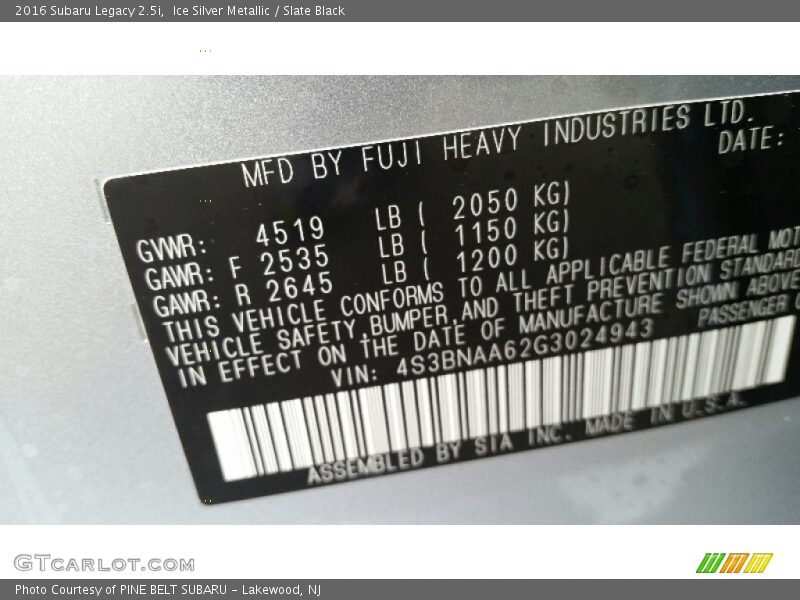 2016 Subaru Legacy 2.5i,  Ice Silver Metallic / Slate Black
MFD BY FUJI HEAVY INDUSTRIES LTD.
DATE:
GVWR: 4519 LB ( 2050 KG)
GAWR: F 2535 LB ( 1150 KG)
GAWR: R 2645 LB ( 1200 KG)
THIS VEHICLE CONFORMS TO ALL APPLICABLE FEDERAL MOT
VEHICLE SAFETY, BUMPER AND THEFT PREVENTION STANDARD
IN EFFECT ON THE DATE OF MANUFACTURE SHOWN ABOVE
VIN: 4S3BNAA62G3024943 PASSENGER C
ASSEMBLED BY SIA INC. MADE IN U.S.A.
GTCARLOT.COM
Photo Courtesy of PINE BELT SUBARU - Lakewood, NJ